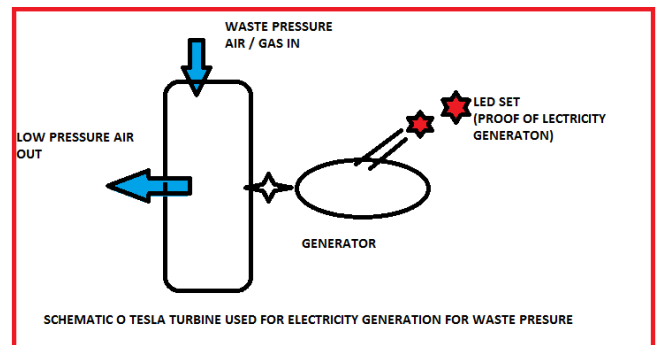 WASTE PRESSURE
AIR / GAS IN
LED SET
(PROOF OF LECTRICITY
GENERATON)
LOW PRESSURE AIR
OUT
GENERATOR
SCHEMATIC O TESLA TURBINE USED FOR ELECTRICITY GENERATION FOR WASTE PRESURE